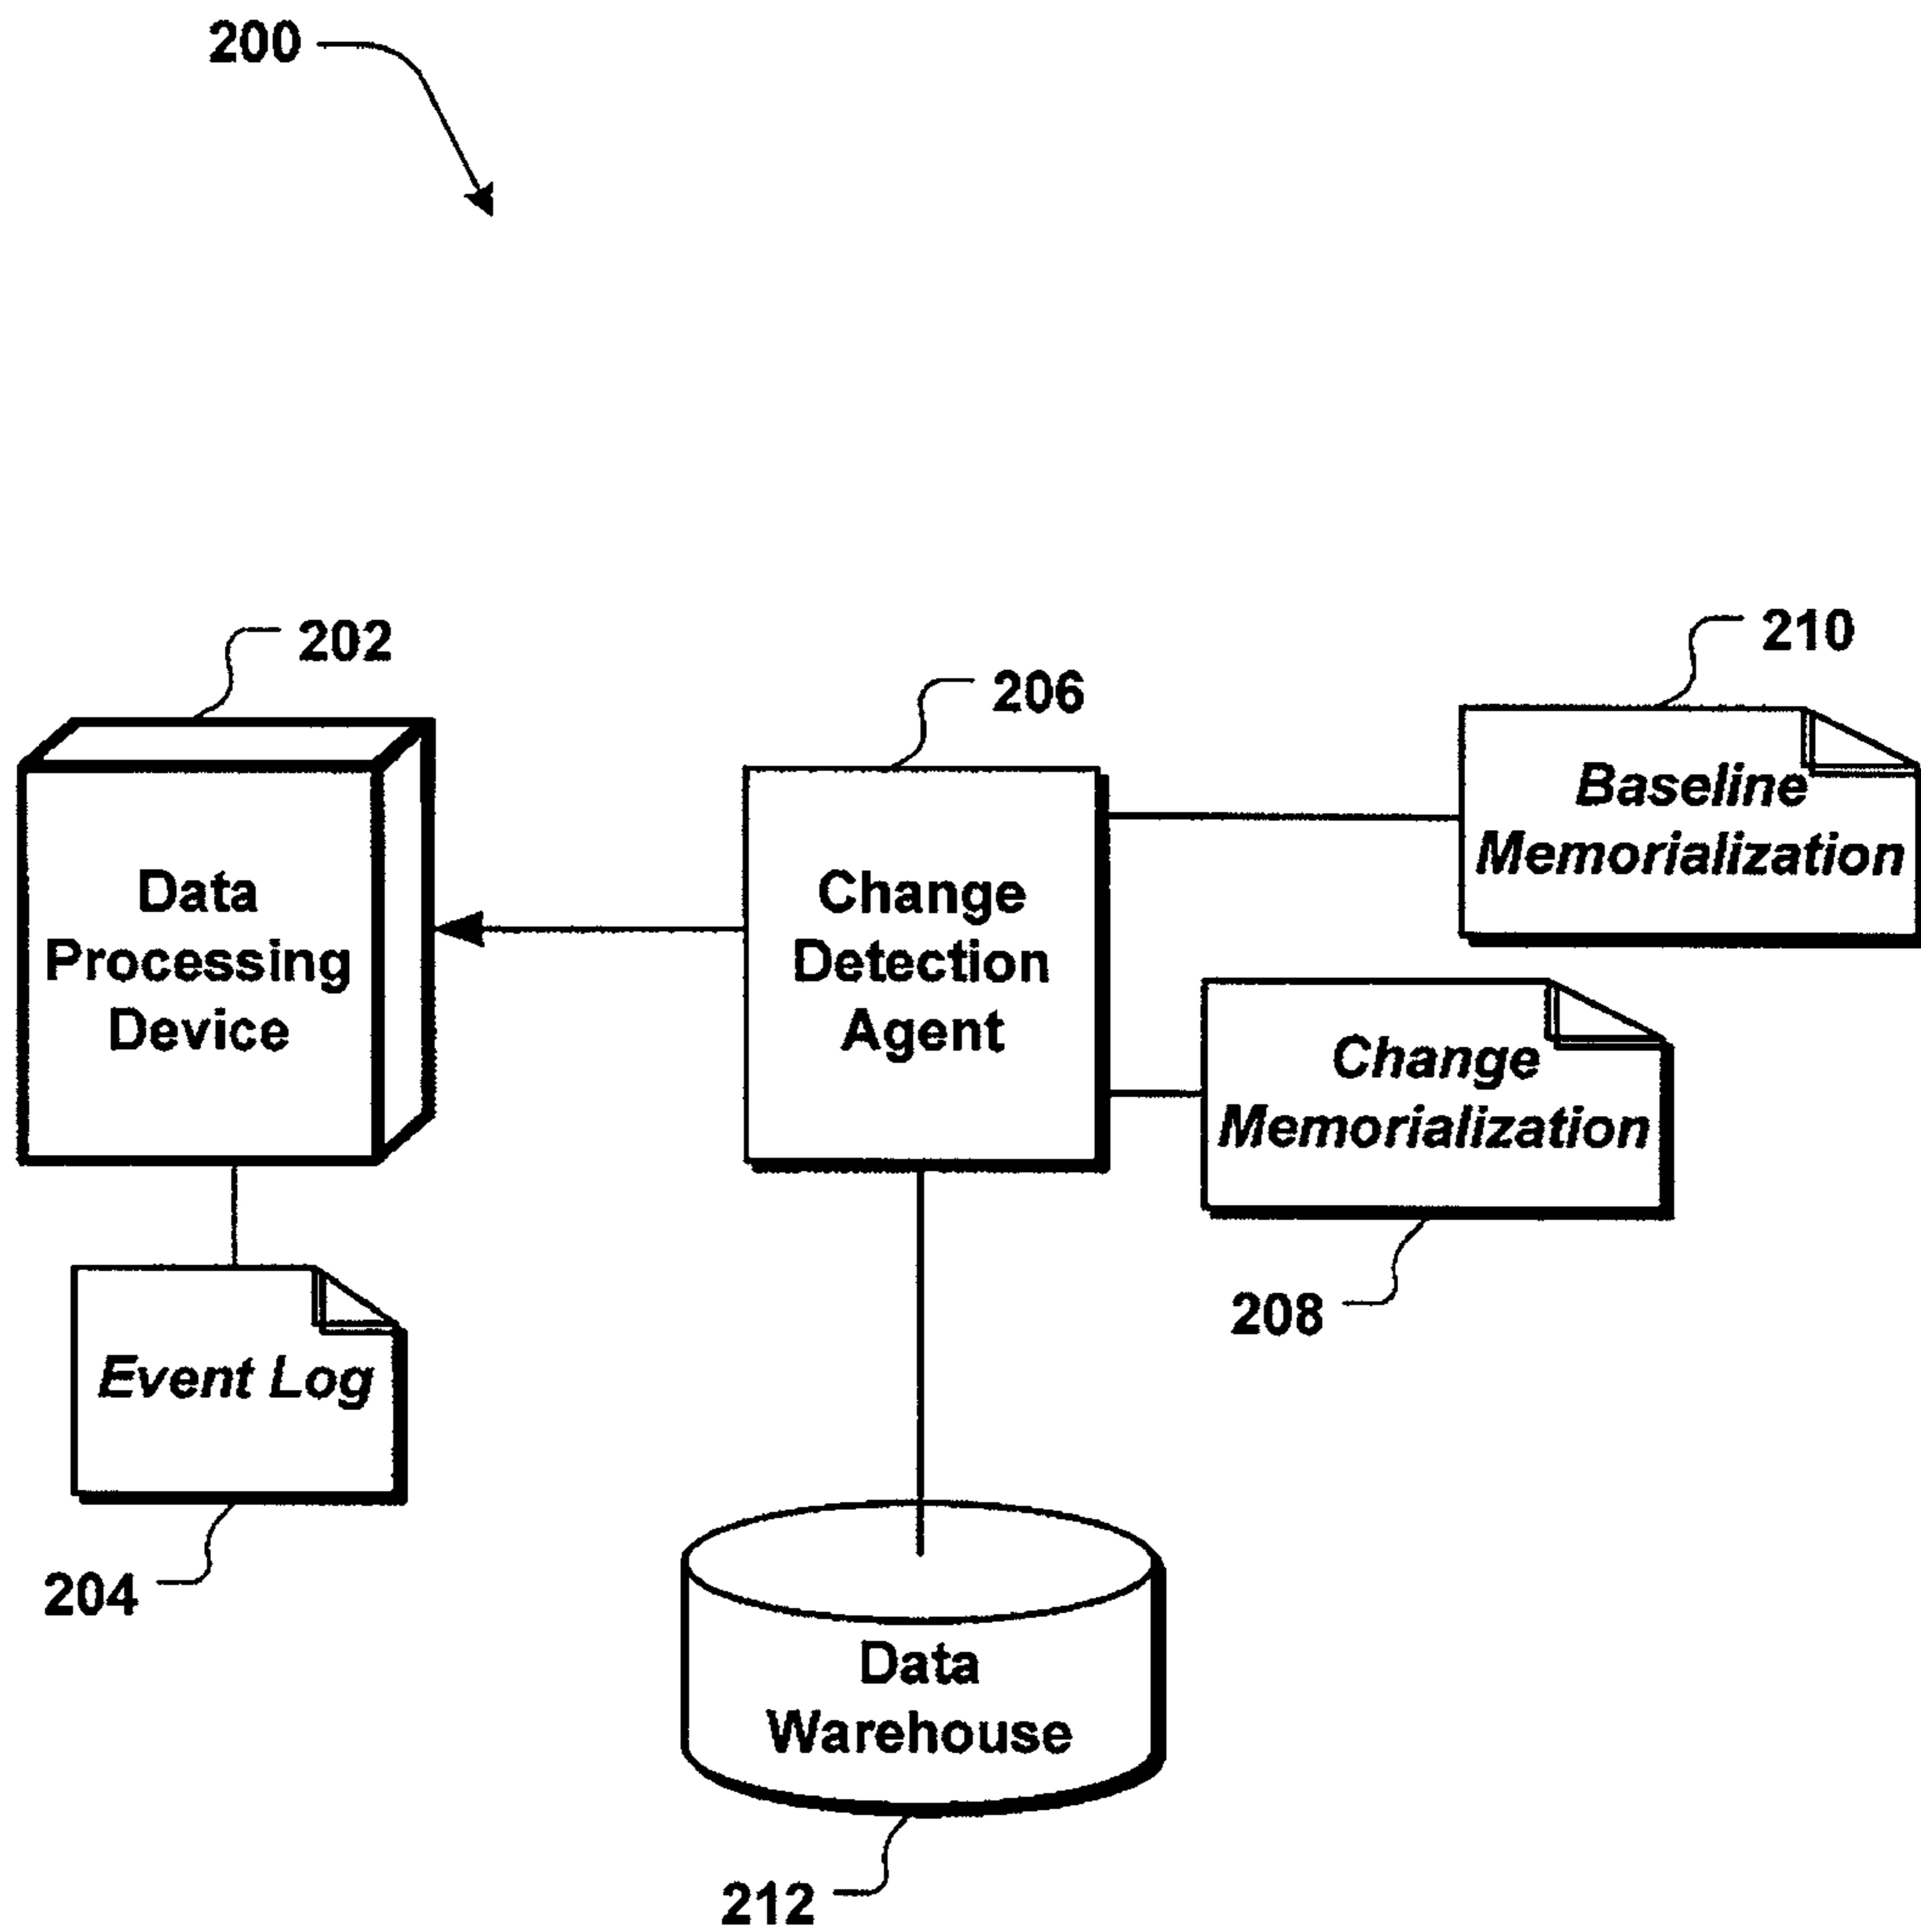 200
202
206
210
Baseline
Memorialization
Data
Processing
Device
Change
Detection
Agent
Change
Memorialization
208
Event Log
204
Data
Warehouse
212